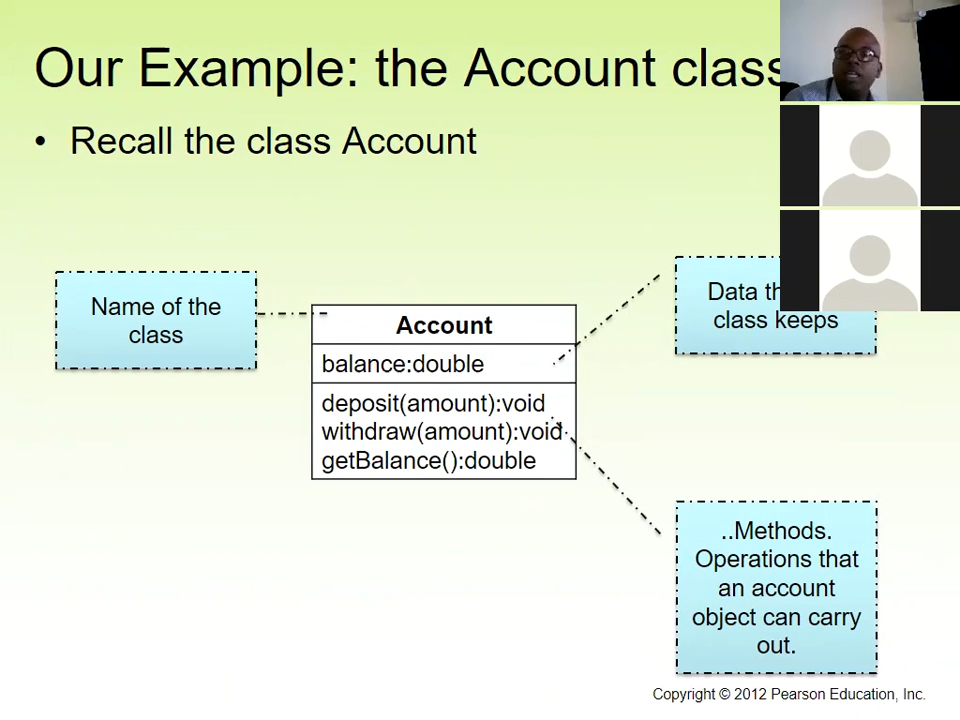 Our Example: the Account class
• Recall the class Account
Name of the
class
Account
balance:double
deposit(amount):void
withdraw(amount):void
getBalance():double
Data
class keeps
..Methods.
Operations that
an account
object can carry
out.
Copyright © 2012 Pearson Education, Inc.